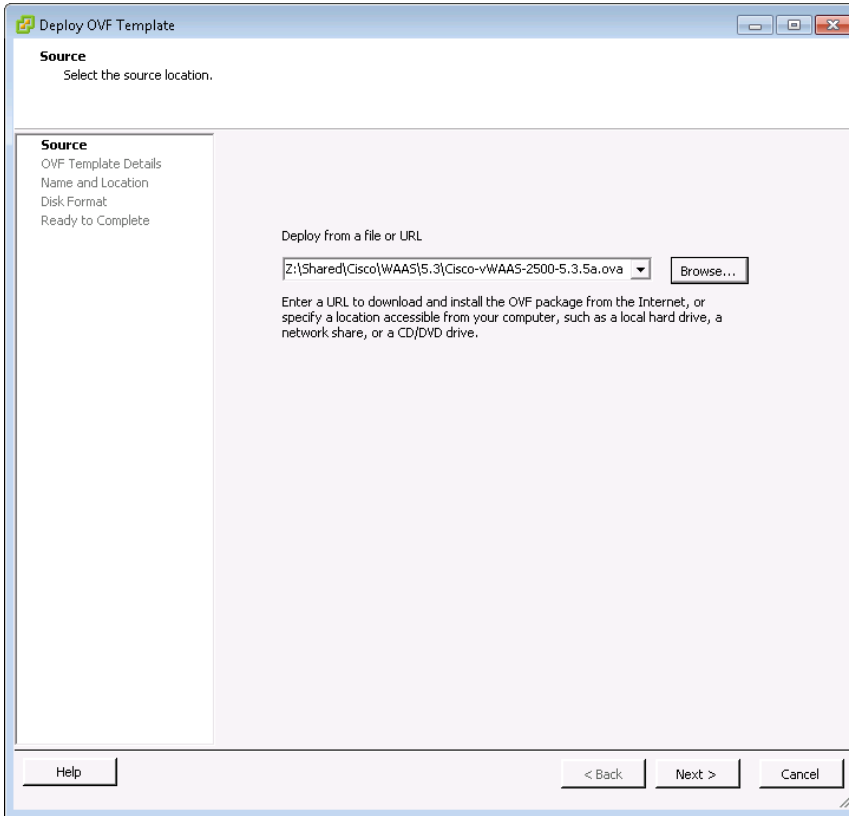 Deploy OVF Template
Source
Select the source location.
Source
OVF Template Details
Name and Location
Disk Format
Ready to Complete
Deploy from a file or URL
Z:\Shared\Cisco\WAAS\5.3\Cisco-vWAAS-2500-5.3.5a.ova
Browse...
Enter a URL to download and install the OVF package from the Internet, or
specify a location accessible from your computer, such as a local hard drive, a
network share, or a CD/DVD drive.
Help
< Back
Next >
Cancel